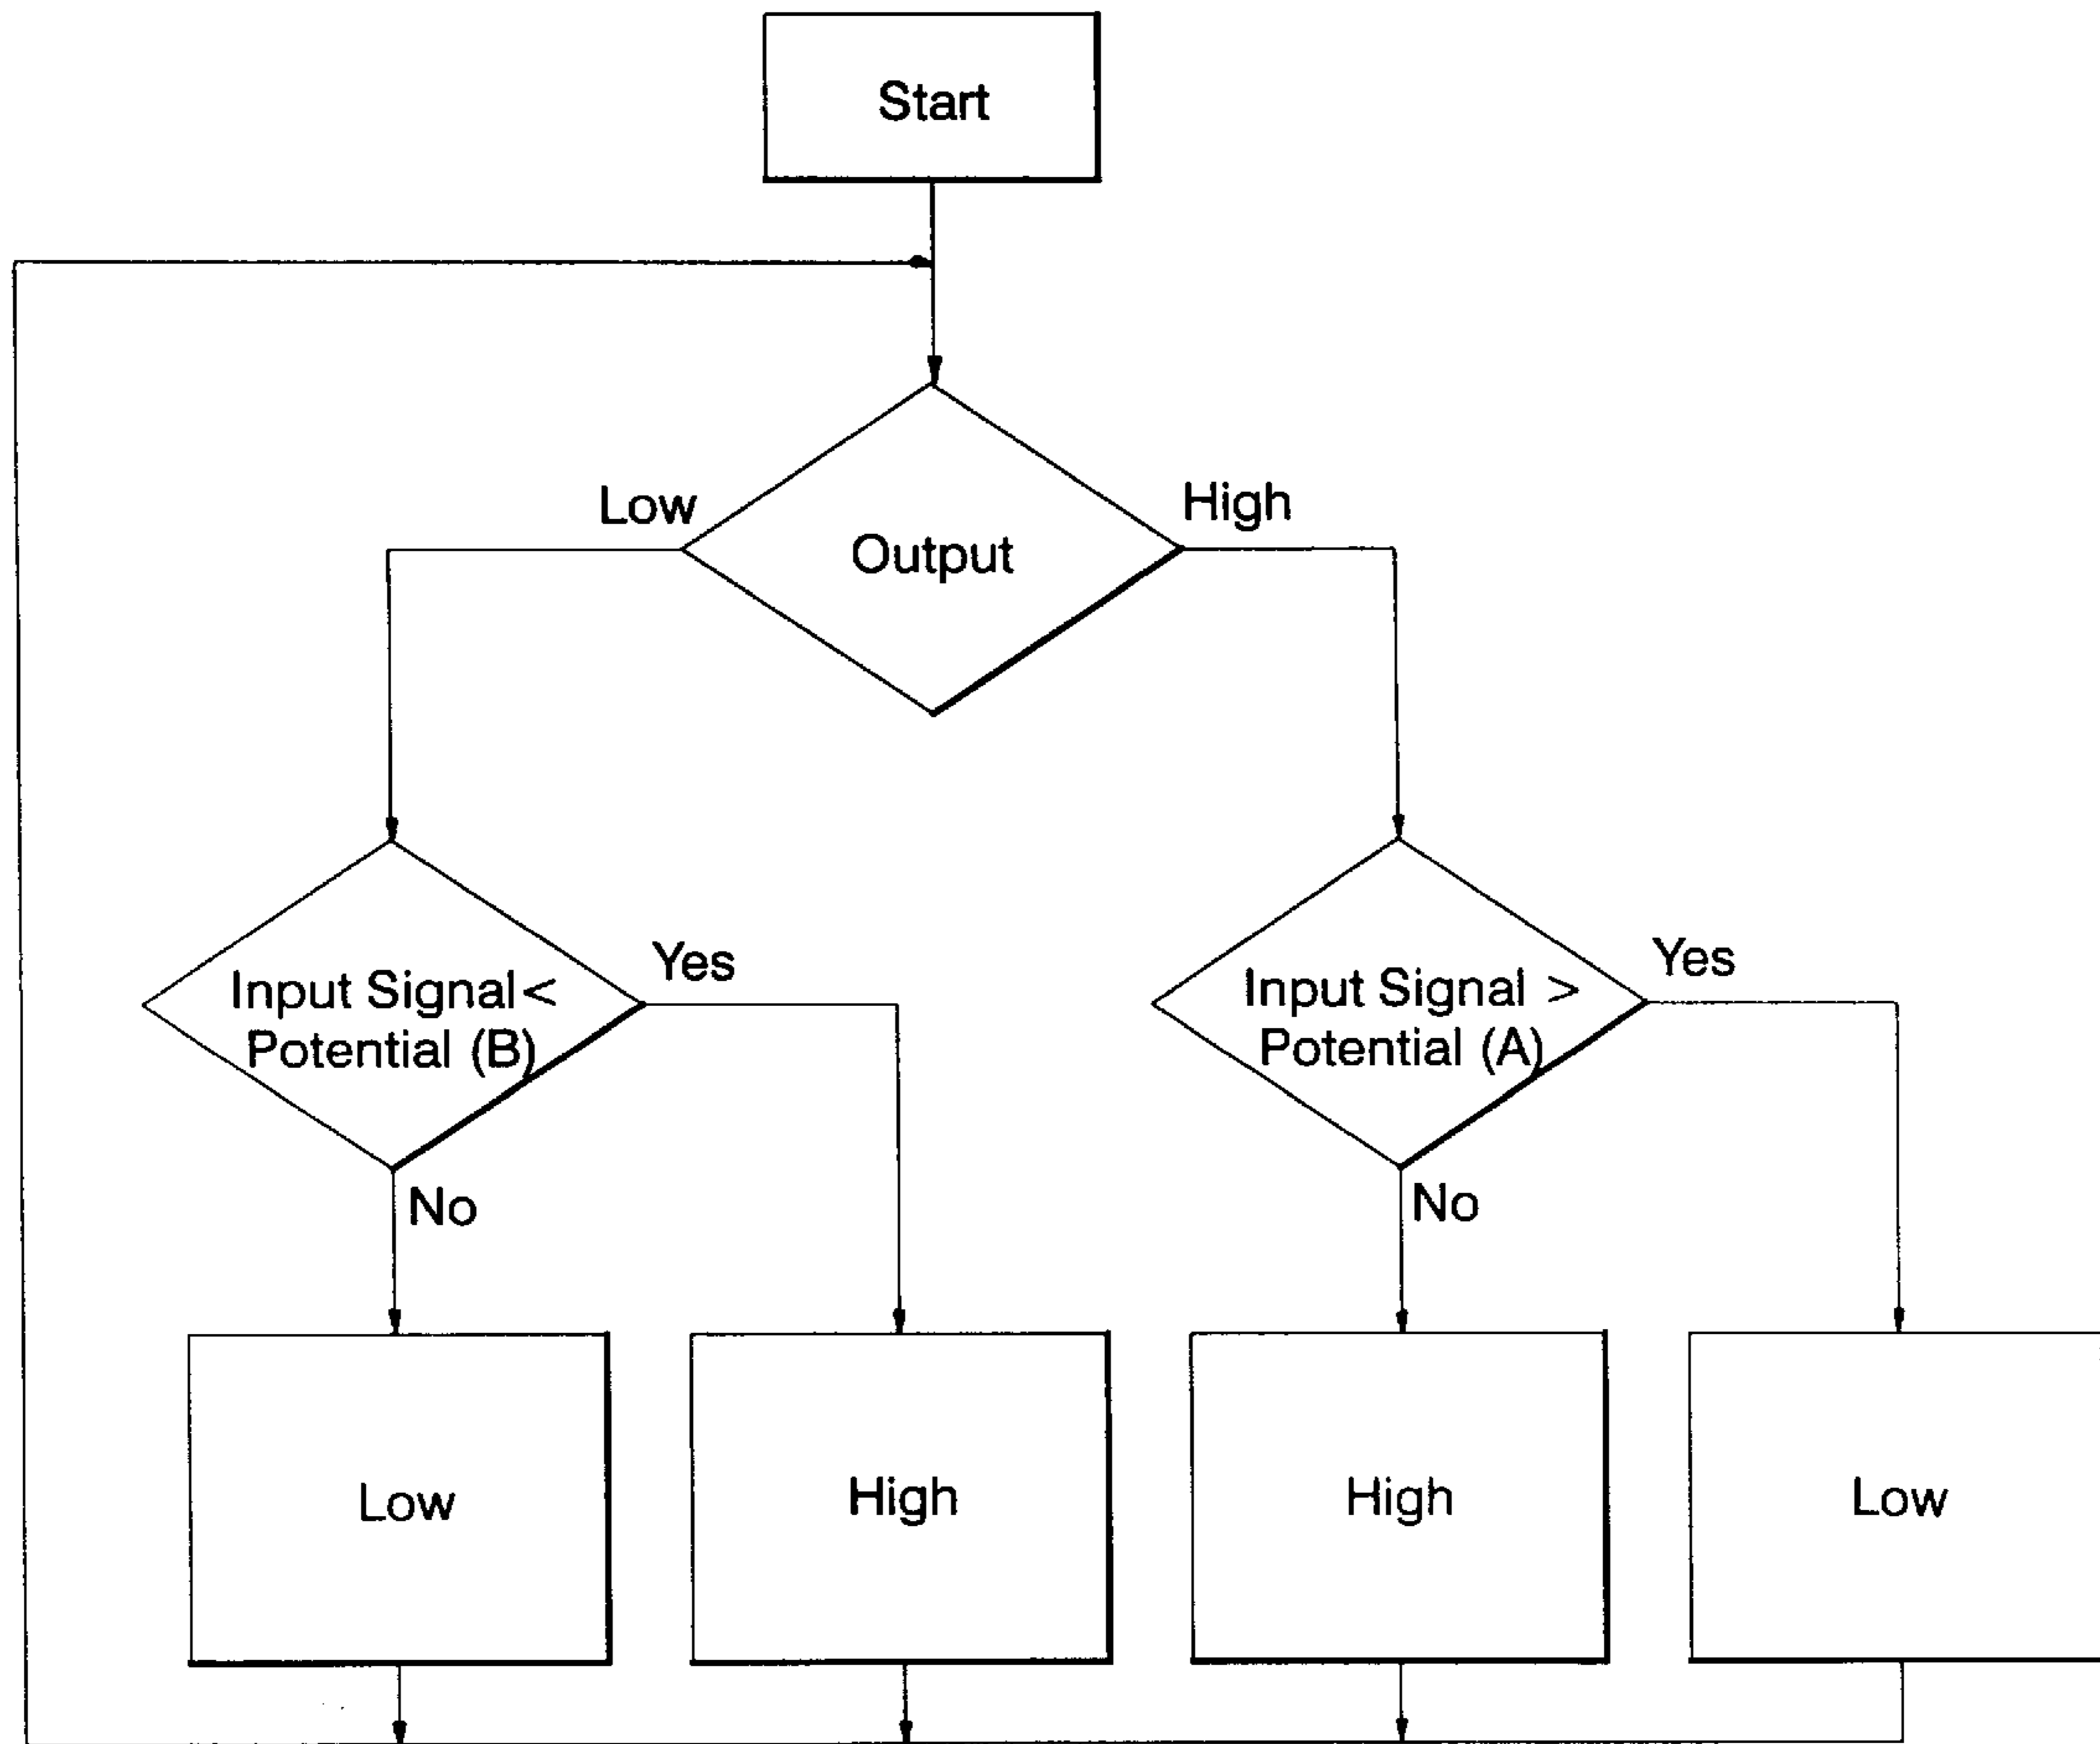 Start
Low
High
Output
Yes
Yes
Input Signal<
Potential (B)
Input Signal >
Potential (A)
No
No
Low
High
High
Low